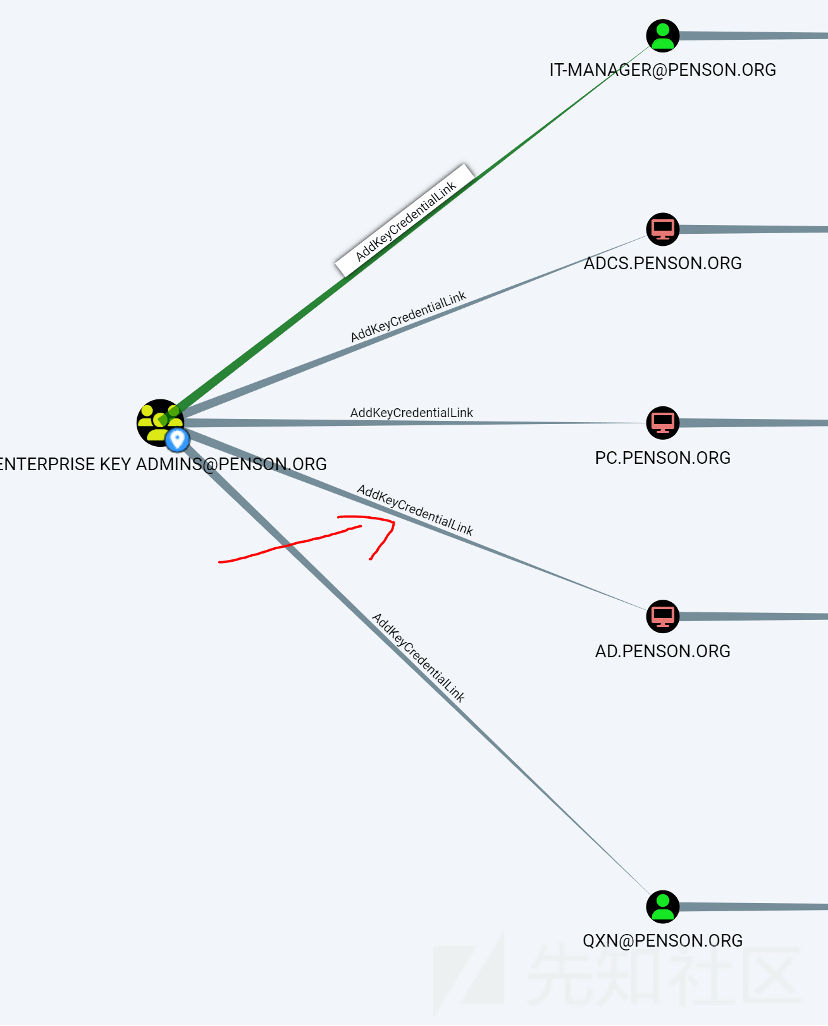 IT-MANAGER@PENSON.ORG
AddKeyCredentialLink
ADCS.PENSON.ORG
AddKeyCredentialLink
AddKeyCredentialLink
PC.PENSON.ORG
ENTERPRISE KEY ADMINS@PENSON.ORG
AddKeyCredentialLink
AD.PENSON.ORG
AddKeyCredentialLink
QXN@PENSON.ORG
先知社区